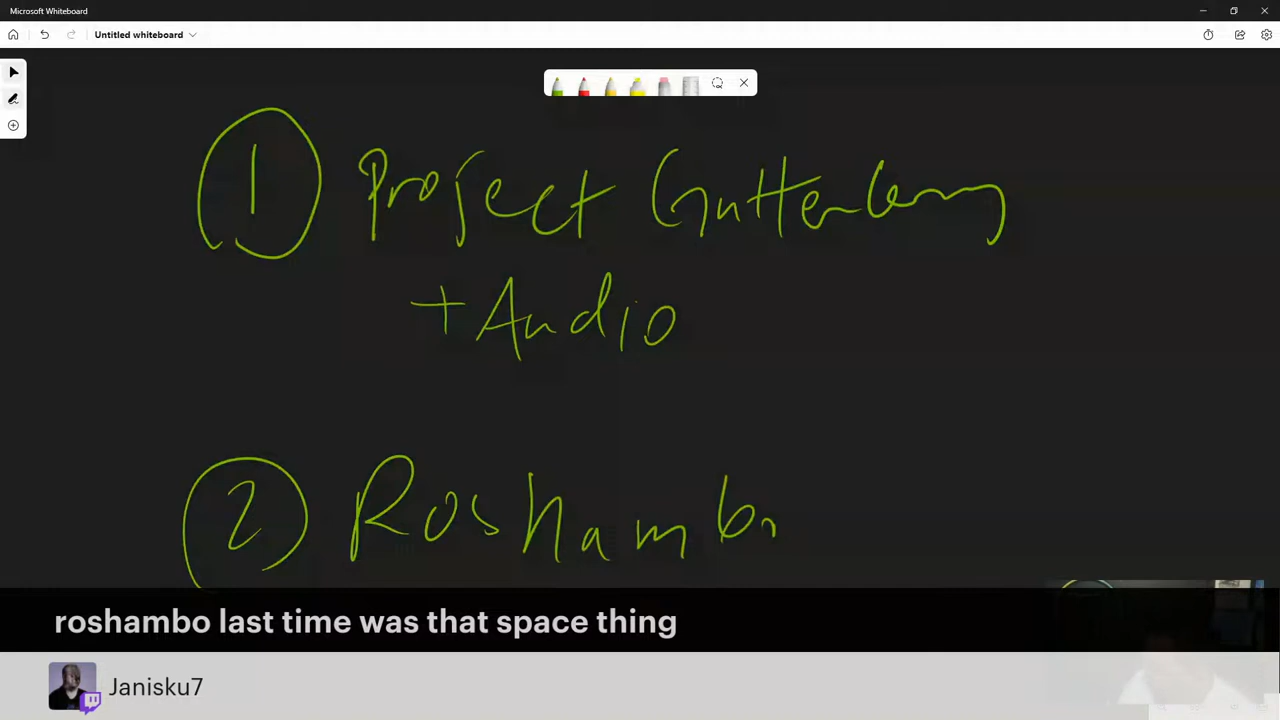 Microsoft Whiteboard
Untitled whiteboard
1 Project Guttenberg
+ Audio
2 Roshambo
roshambo last time was that space thing
Janisku7